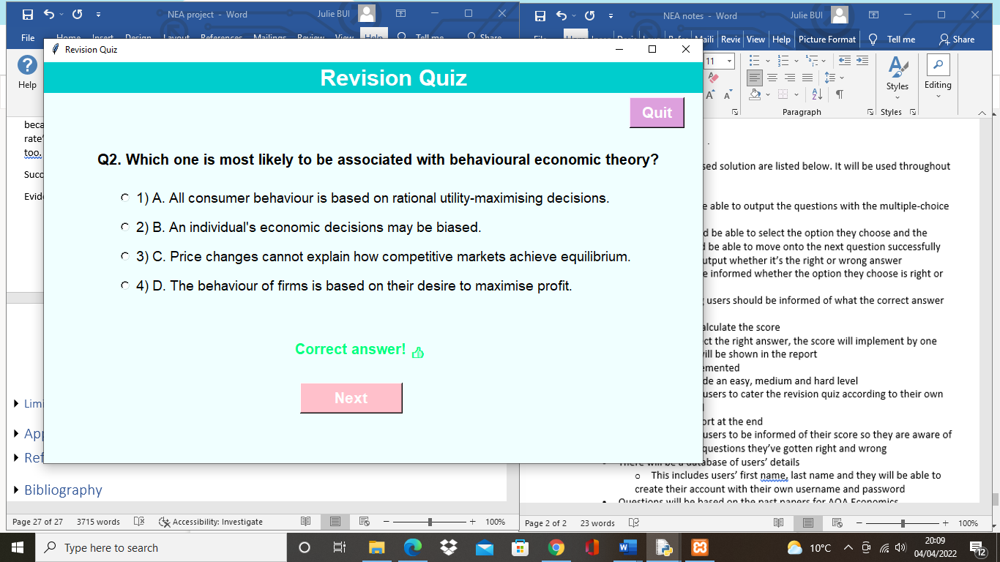 NEA project - Word
Julie BUI
NEA notes - Word
Julie BUI
File Home Insert Design Layout References Mailings Review View Help Tell me Share
View Help Picture Format Tell me Share
Help
11
Paragraph
Styles
Styles
Editing
Revision Quiz
Revision Quiz
Quit
Q2. Which one is most likely to be associated with behavioural economic theory?
1) A. All consumer behaviour is based on rational utility-maximising decisions.
2) B. An individual's economic decisions may be biased.
3) C. Price changes cannot explain how competitive markets achieve equilibrium.
4) D. The behaviour of firms is based on their desire to maximise profit.
Correct answer!
Next
beca
rate'
too.
Succ
Evide
Limi
App
Ref
Bibliography
sed solution are listed below. It will be used throughout
e able to output the questions with the multiple-choice
d be able to select the option they choose and the
d be able to move onto the next question successfully
utput whether it's the right or wrong answer
e informed whether the option they choose is right or
users should be informed of what the correct answer
alculate the score
ct the right answer, the score will implement by one
vill be shown in the report
emented
de an easy, medium and hard level
users to cater the revision quiz according to their own
ort at the end
users to be informed of their score so they are aware of
questions they've gotten right and wrong
There will be a database of users' details
o This includes users' first name, last name and they will be able to
create their account with their own username and password
Questions will be based on the past papers for AQA Economics
Page 27 of 27 3715 words Accessibility: Investigate 100%
Page 2 of 2 23 words 100%
Type here to search
10°C
20:09
04/04/2022
12